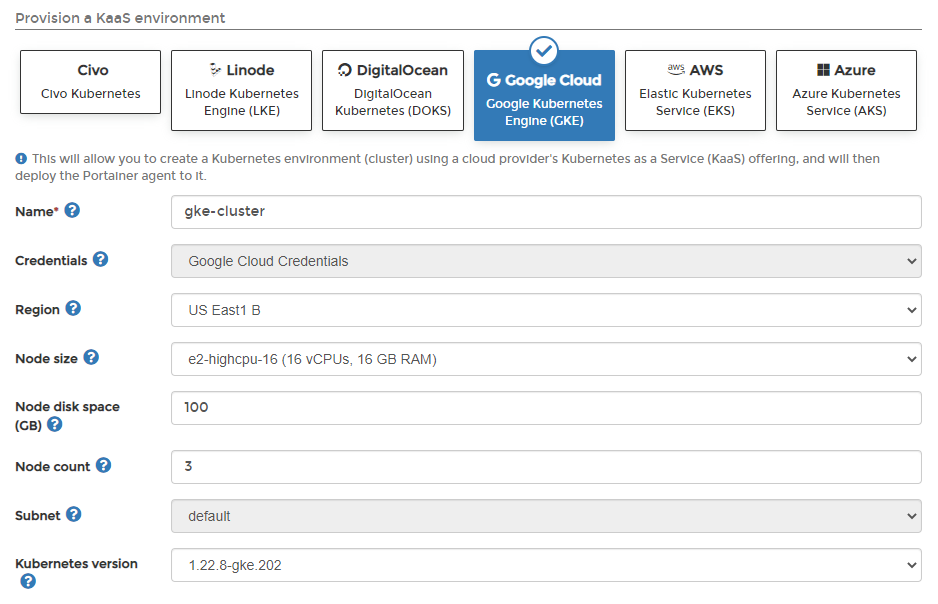 Provision a KaaS environment
Civo
Civo Kubernetes
Linode
Linode Kubernetes
Engine (LKE)
DigitalOcean
DigitalOcean
Kubernetes (DOKS)
Google Cloud
Google Kubernetes
Engine (GKE)
aws AWS
Elastic Kubernetes
Service (EKS)
Azure
Azure Kubernetes
Service (AKS)
This will allow you to create a Kubernetes environment (cluster) using a cloud provider's Kubernetes as a Service (KaaS) offering, and will then
deploy the Portainer agent to it.
Name* gke-cluster
Credentials Google Cloud Credentials
Region US East1 B
Node size e2-highcpu-16 (16 vCPUs, 16 GB RAM)
Node disk space
(GB) 100
Node count 3
Subnet default
Kubernetes version 1.22.8-gke.202